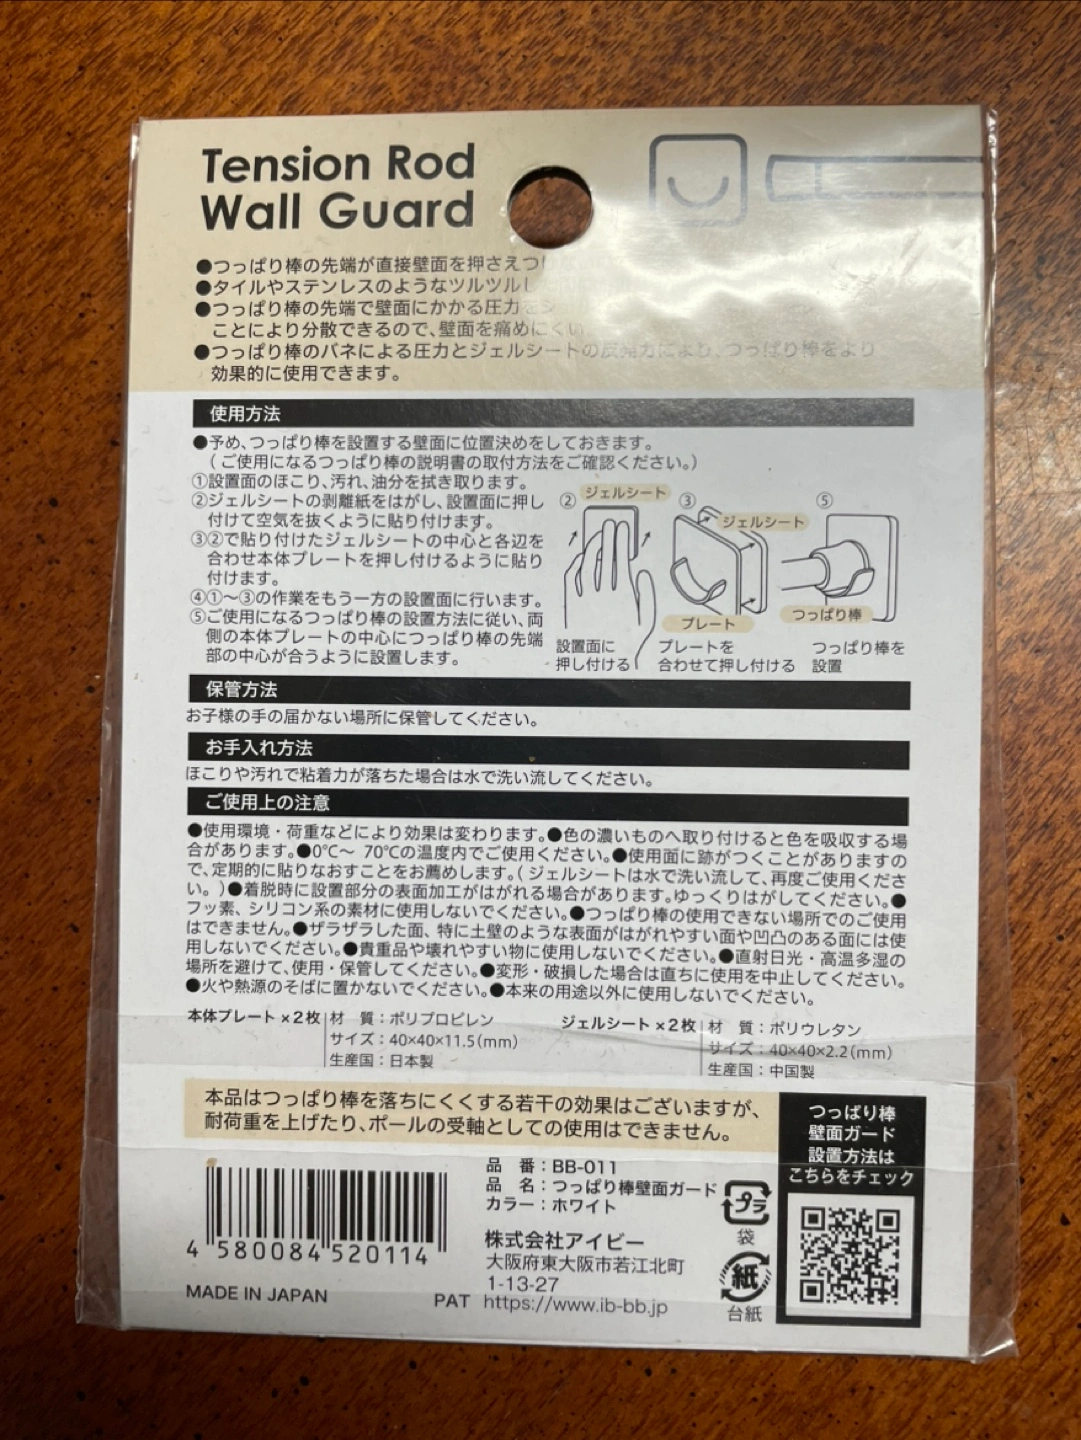 Tension Rod
Wall Guard
●つっぱり棒の先端が直接壁面を押さえつけ
●タイルやステンレスのようなツルツルし
●つっぱり棒の先端で壁面にかかる圧力を
ことにより分散できるので、壁面を痛めにくい
●つっぱり棒のバネによる圧力とジェルシートの反発力により、つっぱり棒をより
効果的に使用できます。
使用方法
●予め、つっぱり棒を設置する壁面に位置決めをしておきます。
（ご使用になるつっぱり棒の説明書の取付方法をご確認ください。）
①設置面のほこり、汚れ、油分を拭き取ります。
②ジェルシートの剥離紙をはがし、設置面に押し
付けて空気を抜くように貼り付けます。
③②で貼り付けたジェルシートの中心と各辺を
合わせ本体プレートを押し付けるように貼り
付けます。
④①〜③の作業をもう一方の設置面に行います。
⑤ご使用になるつっぱり棒の設置方法に従い、両
側の本体プレートの中心につっぱり棒の先端
部の中心が合うように設置します。
② ジェルシート ③ ⑤
ジェルシート
プレート つっぱり棒
設置面に プレートを つっぱり棒を
押し付ける 合わせて押し付ける 設置
保管方法
お子様の手の届かない場所に保管してください。
お手入れ方法
ほこりや汚れで粘着力が落ちた場合は水で洗い流してください。
ご使用上の注意
●使用環境・荷重などにより効果は変わります。●色の濃いものへ取り付けると色を吸収する場
合があります。●0℃〜 70℃の温度内でご使用ください。●使用面に跡がつくことがありますの
で、定期的に貼りなおすことをお薦めします。（ジェルシートは水で洗い流して、再度ご使用くださ
い。）●着脱時に設置部分の表面加工がはがれる場合があります。ゆっくりはがしてください。●
フッ素、シリコン系の素材に使用しないでください。●つっぱり棒の使用できない場所でのご使用
はできません。●ザラザラした面、特に土壁のような表面がはがれやすい面や凹凸のある面には使
用しないでください。●貴重品や壊れやすい物に使用しないでください。●直射日光・高温多湿の
場所を避けて、使用・保管してください。●変形・破損した場合は直ちに使用を中止してください。
●火や熱源のそばに置かないでください。●本来の用途以外に使用しないでください。
本体プレート×2枚 材 質：ポリプロピレン
サイズ：40×40×11.5（mm）
生産国：日本製
ジェルシート×2枚 材 質：ポリウレタン
サイズ：40×40×2.2（mm）
生産国：中国製
本品はつっぱり棒を落ちにくくする若干の効果はございますが、
耐荷重を上げたり、ポールの受軸としての使用はできません。
つっぱり棒
壁面ガード
設置方法は
こちらをチェック
4 580084 520114
MADE IN JAPAN
品 番：BB-011
品 名：つっぱり棒壁面ガード
カラー：ホワイト
株式会社アイビー
大阪府東大阪市若江北町
1-13-27
PAT https://www.ib-bb.jp
プラ
袋
紙
台紙